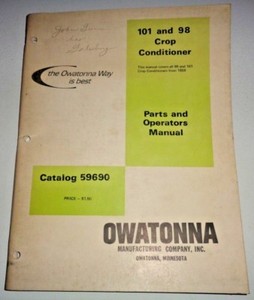 101 and 98
Crop
Conditioner
the Owatonna Way
is best
Parts and
Operators
Manual
Catalog 59690
OWATONNA
MANUFACTURING COMPANY, INC.
OWATONNA, MINNESOTA